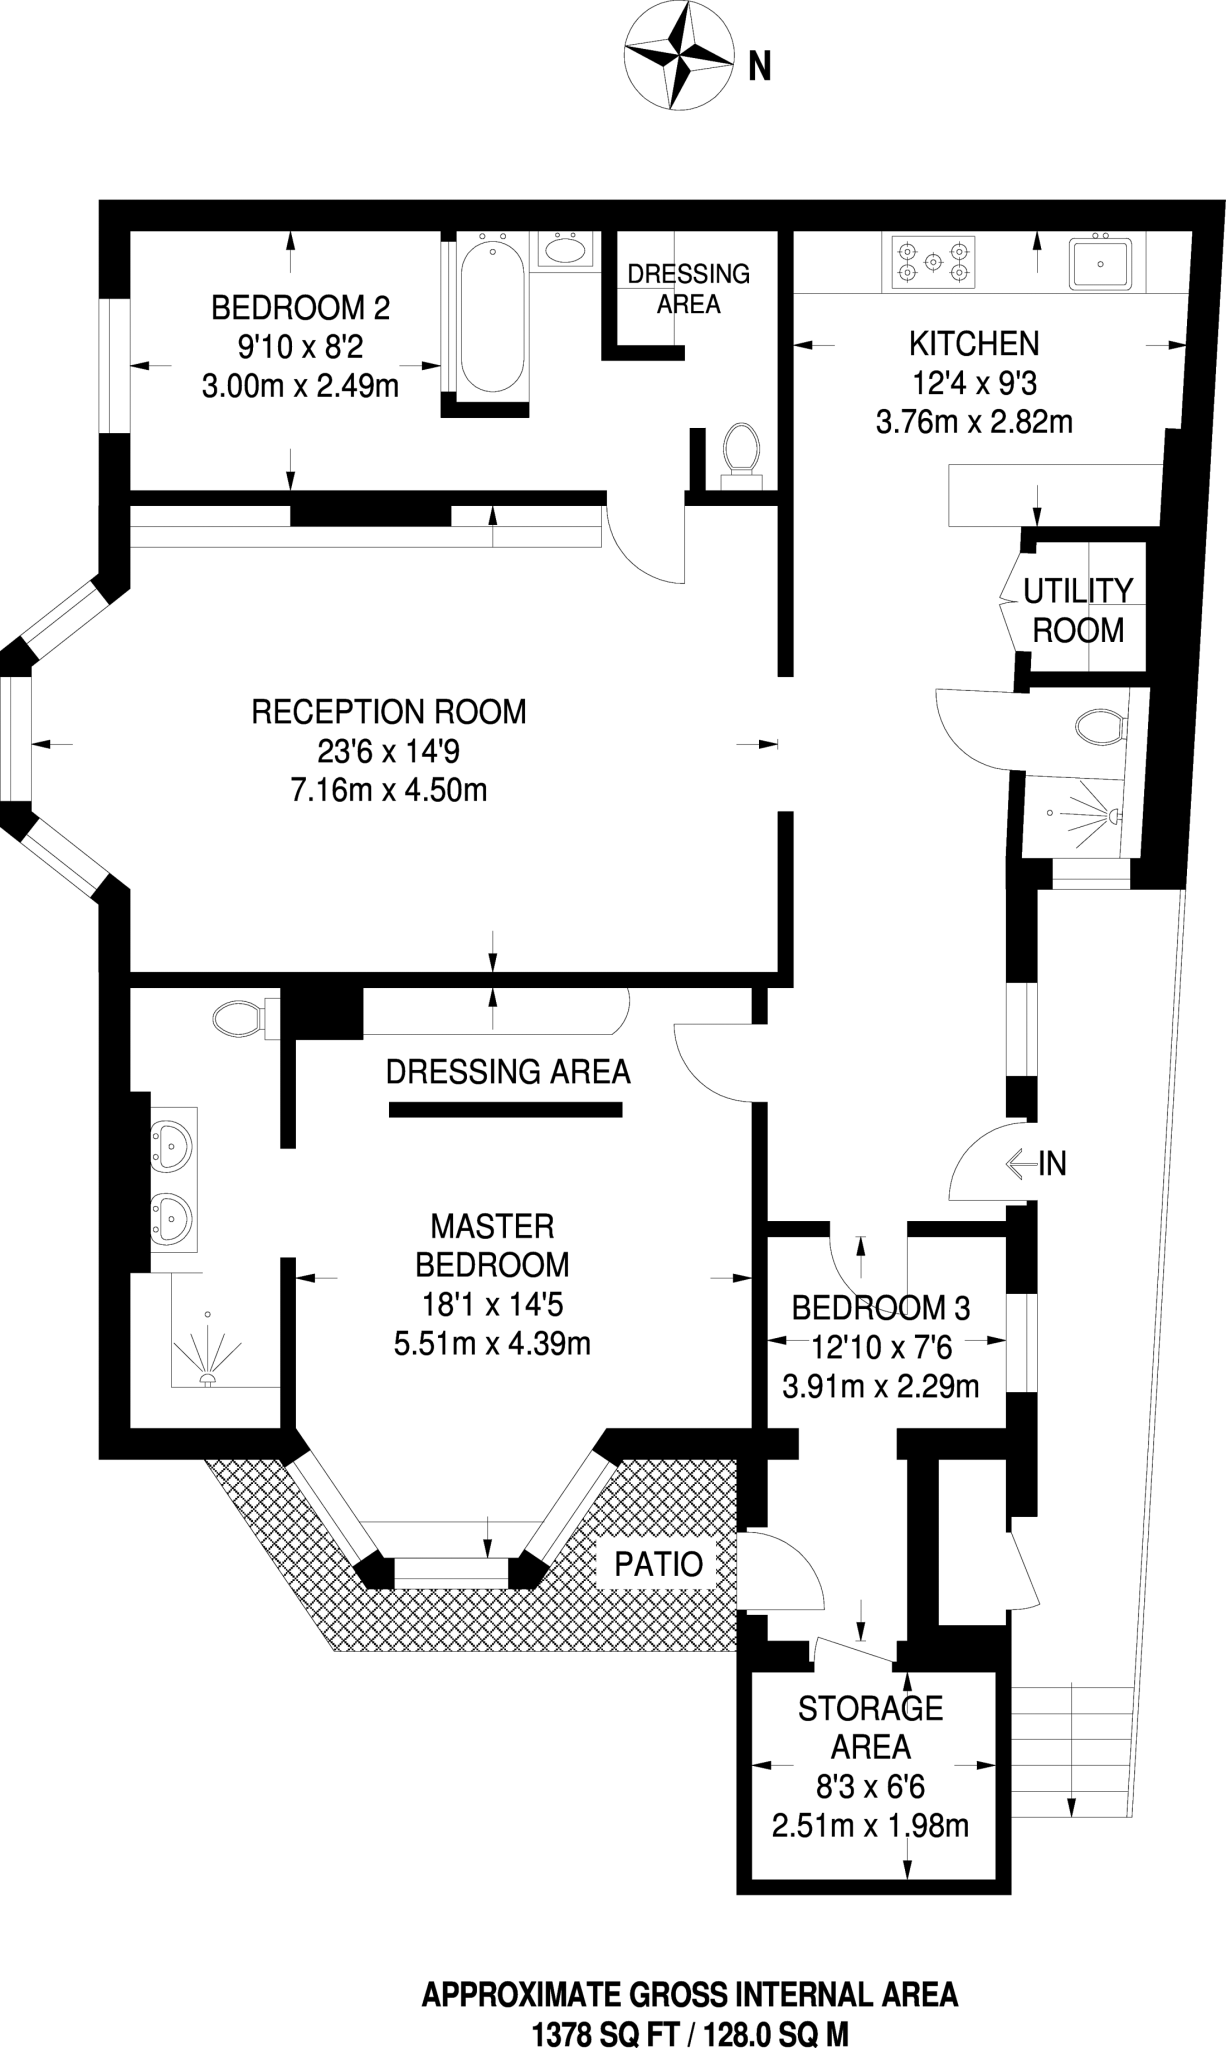 N
BEDROOM 2
9'10 x 8'2
3.00m x 2.49m
DRESSING
AREA
KITCHEN
12'4 x 9'3
3.76m x 2.82m
UTILITY
ROOM
RECEPTION ROOM
23'6 x 14'9
7.16m x 4.50m
DRESSING AREA
IN
MASTER
BEDROOM
18'1 x 14'5
5.51m x 4.39m
BEDROOM 3
12'10 x 7'6
3.91m x 2.29m
PATIO
STORAGE
AREA
8'3 x 6'6
2.51m x 1.98m
APPROXIMATE GROSS INTERNAL AREA
1378 SQ FT / 128.0 SQ M